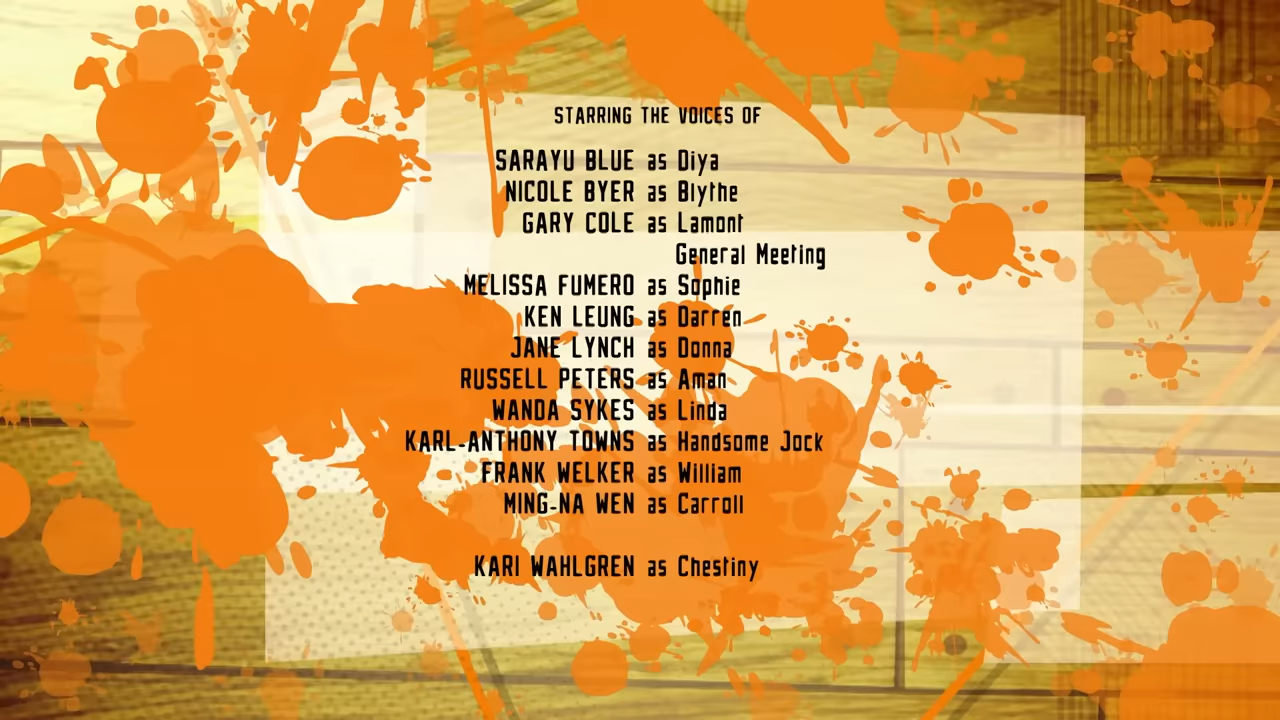 STARRING THE VOICES OF
SARAYU BLUE as Diya
NICOLE BYER as Blythe
GARY COLE as Lamont
General Meeting
MELISSA FUMERO as Sophie
KEN LEUNG as Darren
JANE LYNCH as Donna
RUSSELL PETERS as Aman
WANDA SYKES as Linda
KARL-ANTHONY TOWNS as Handsome Jock
FRANK WELKER as William
MING-NA WEN as Carroll
KARI WAHLGREN as Chestiny